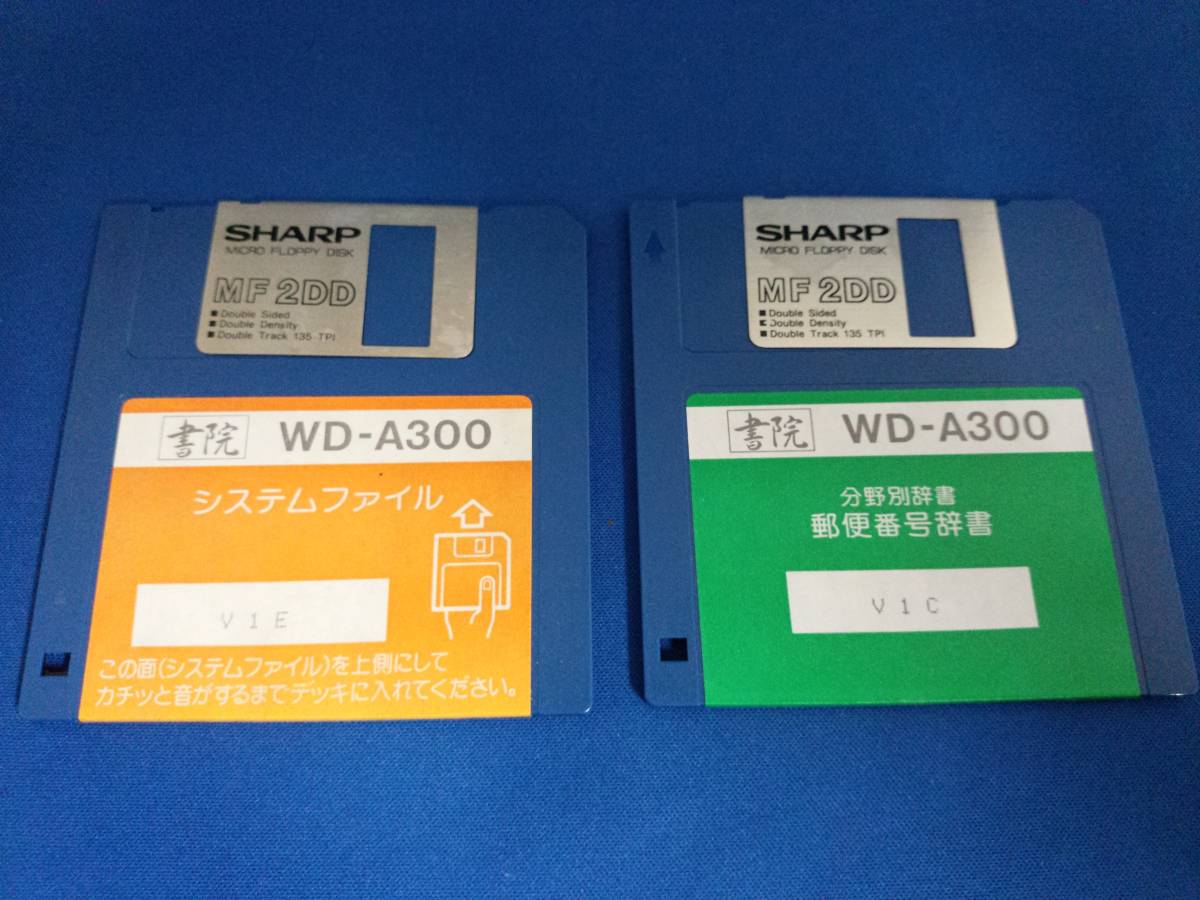 SHARP
MICRO FLOPPY DISK
MF 2DD
■Double Sided
■Double Density
■Double Track 135 TPI
書院 WD-A300
システムファイル
V1E
この面(システムファイル)を上側にして
カチッと音がするまでデッキに入れてください。
SHARP
MICRO FLOPPY DISK
MF 2DD
■Double Sided
■Double Density
■Double Track 135 TPI
書院 WD-A300
分野別辞書
郵便番号辞書
V1C